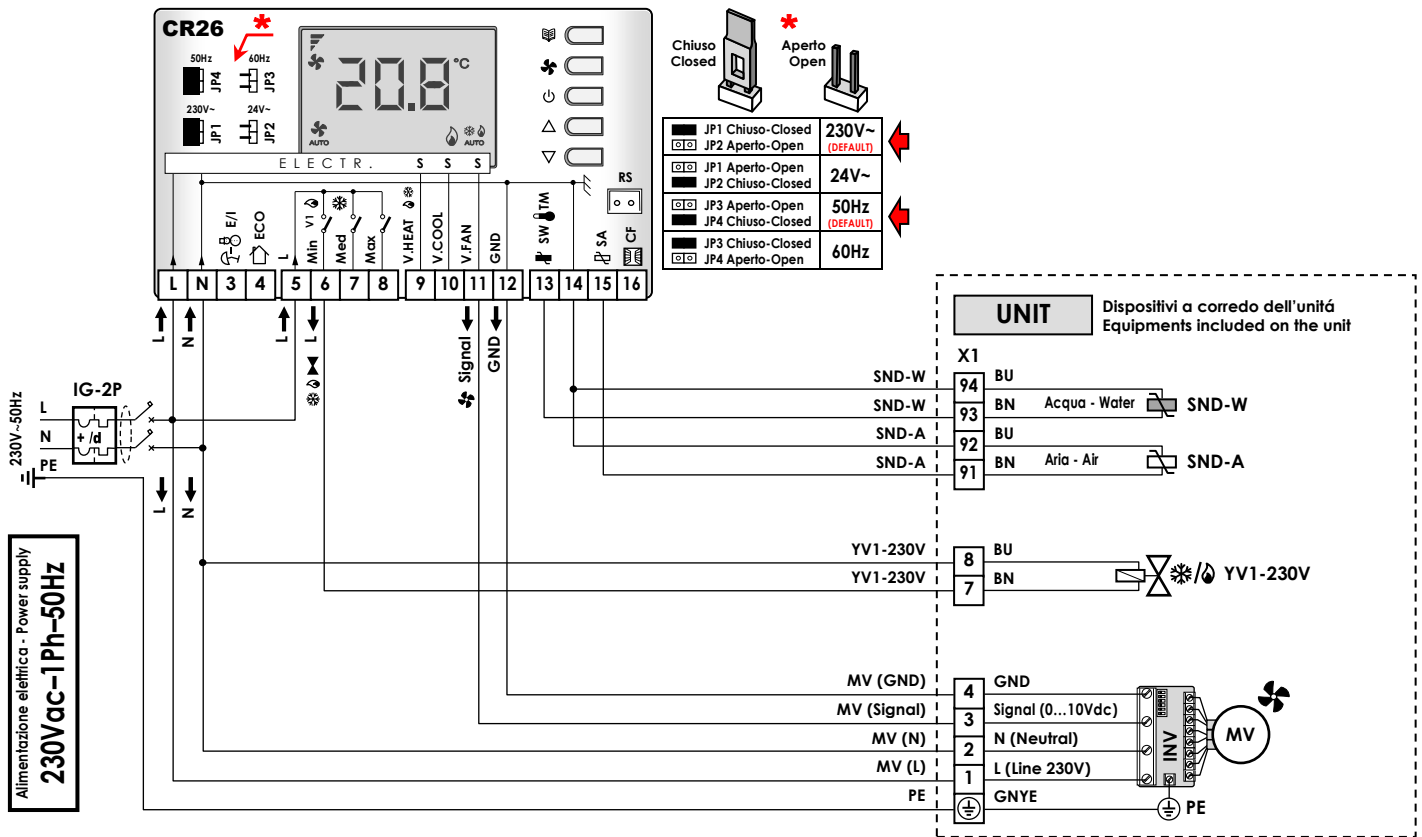 CR26
*
50Hz
JP4
60Hz
JP3
230V~
JP1
24V~
JP2
20.8 °C
AUTO
AUTO
ELECTR.
S S S
RS
E/I
ECO
L
Min V1
Med
Max
V.HEAT
V.COOL
V.FAN
GND
SW TM
SA
CF
L N 3 4 5 6 7 8 9 10 11 12 13 14 15 16
L
N
L
L
Signal
GND
Chiuso
Closed
*
Aperto
Open
JP1 Chiuso-Closed
JP2 Aperto-Open
230V~
(DEFAULT)
JP1 Aperto-Open
JP2 Chiuso-Closed
24V~
JP3 Aperto-Open
JP4 Chiuso-Closed
50Hz
(DEFAULT)
JP3 Chiuso-Closed
JP4 Aperto-Open
60Hz
IG-2P
230V~50Hz
L
N
PE
+ /d
L
N
Alimentazione elettrica - Power supply
230Vac-1Ph-50Hz
UNIT
Dispositivi a corredo dell'unitá
Equipments included on the unit
X1
SND-W 94 BU
SND-W 93 BN Acqua - Water SND-W
SND-A 92 BU
SND-A 91 BN Aria - Air SND-A
YV1-230V 8 BU
YV1-230V 7 BN
/ YV1-230V
MV (GND) 4 GND
MV (Signal) 3 Signal (0...10Vdc)
MV (N) 2 N (Neutral)
MV (L) 1 L (Line 230V)
PE GNYE PE
INV
MV